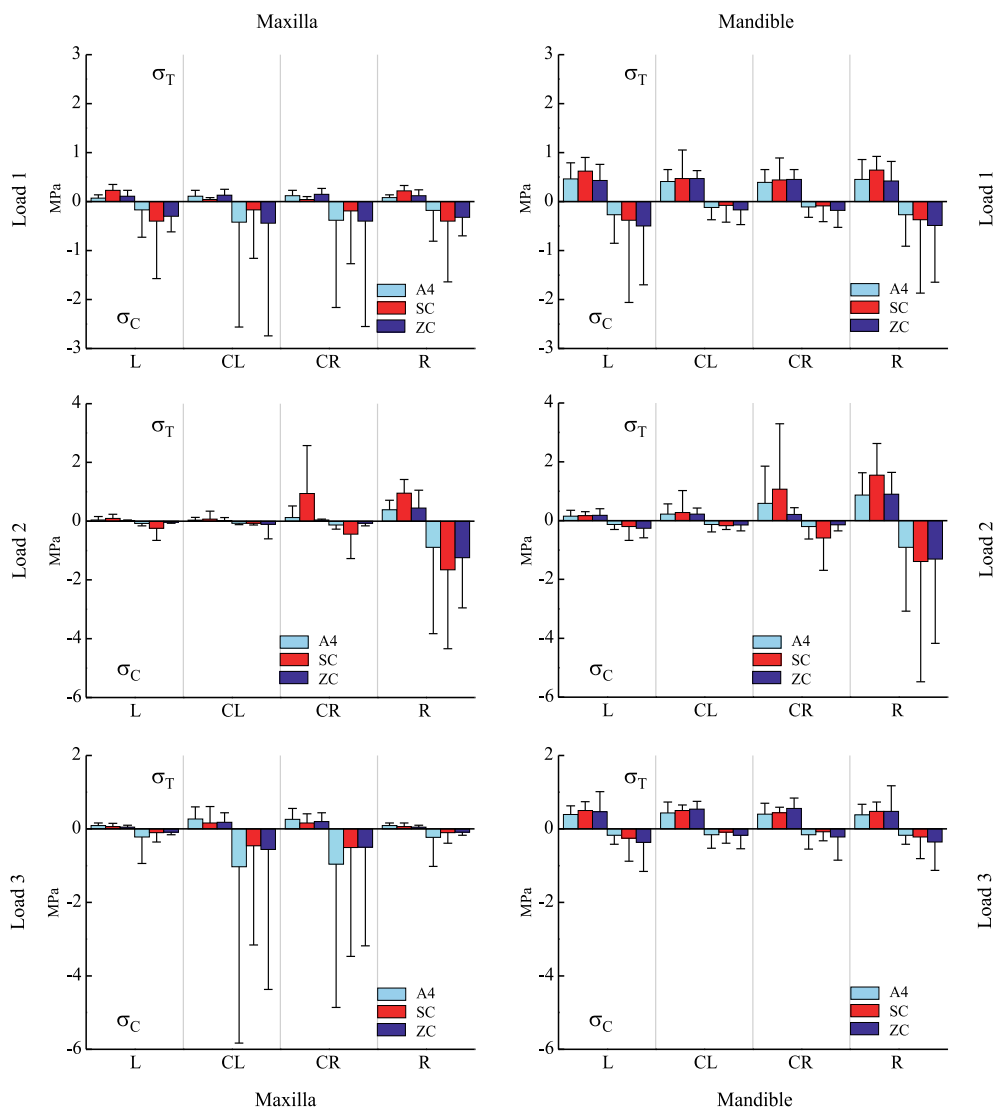 Maxilla
Mandible
Load 1
MPa
3
2
1
0
-1
-2
-3
σT
σC
A4
SC
ZC
L CL CR R
MPa
3
2
1
0
-1
-2
-3
σT
σC
A4
SC
ZC
L CL CR R
Load 1
Load 2
MPa
4
2
0
-2
-4
-6
σT
σC
A4
SC
ZC
L CL CR R
MPa
4
2
0
-2
-4
-6
σT
σC
A4
SC
ZC
L CL CR R
Load 2
Load 3
MPa
2
0
-2
-4
-6
σT
σC
A4
SC
ZC
L CL CR R
MPa
2
0
-2
-4
-6
σT
σC
A4
SC
ZC
L CL CR R
Load 3
Maxilla
Mandible